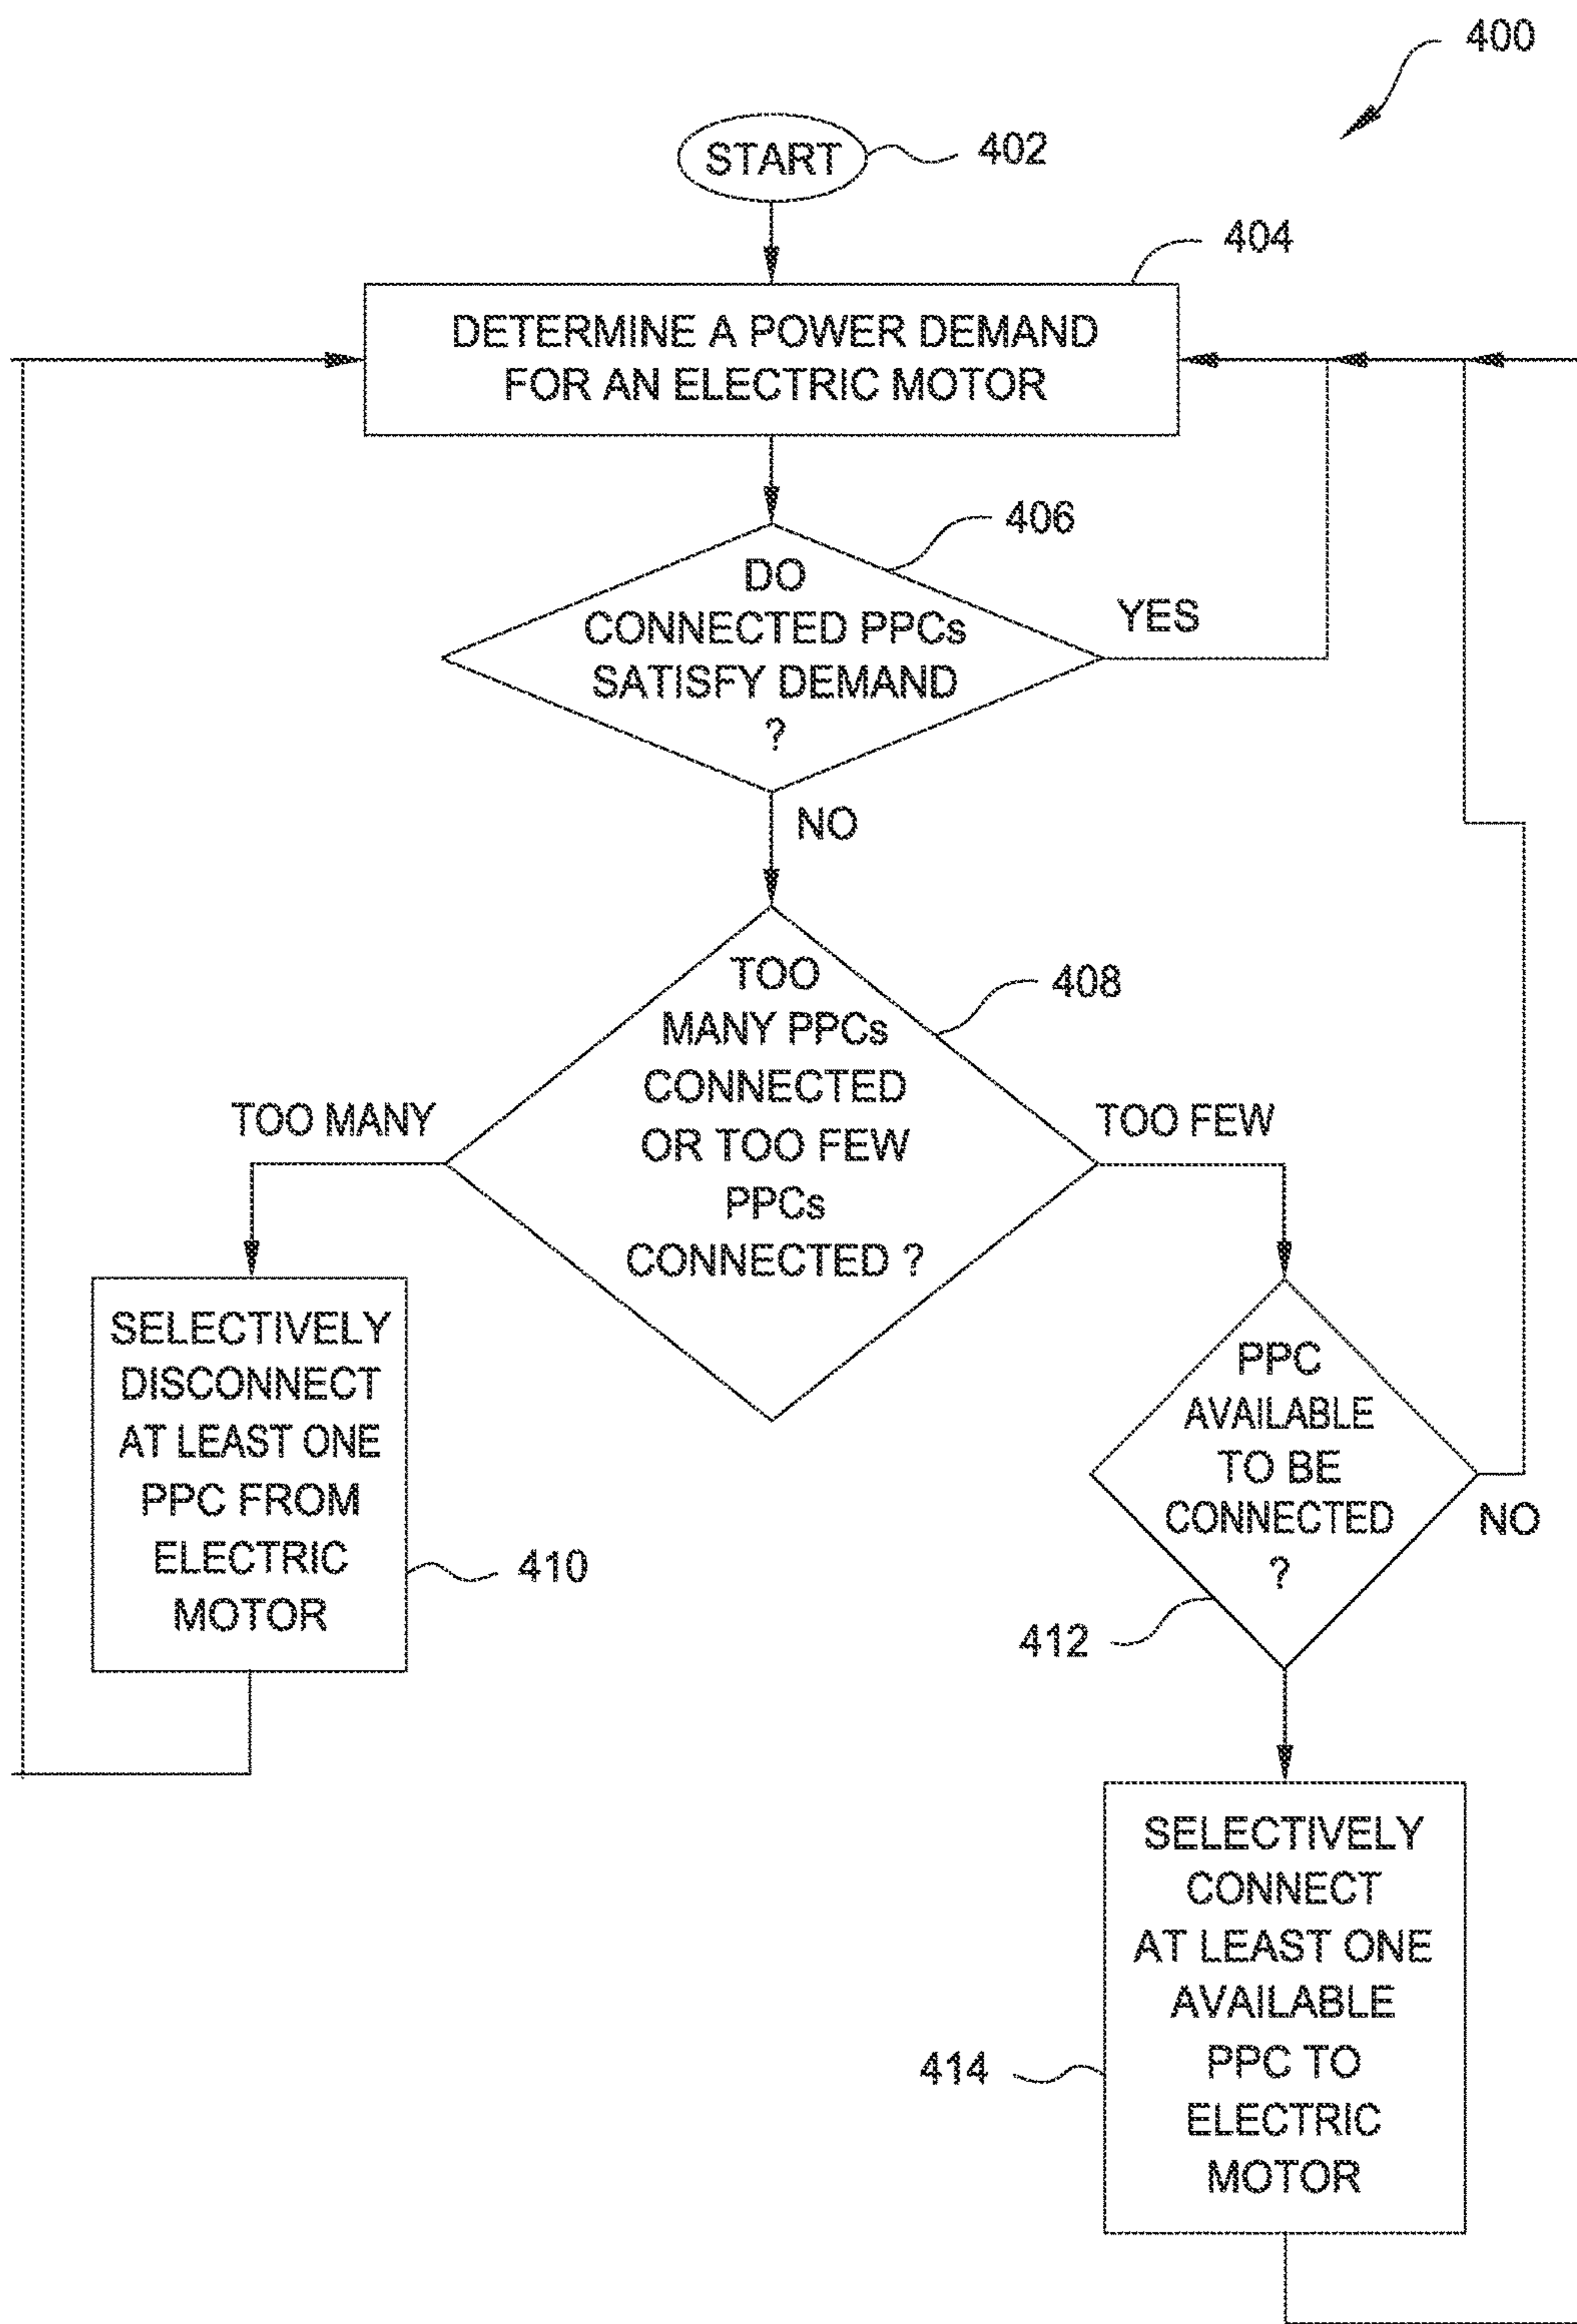 400
START
402
404
DETERMINE A POWER DEMAND
FOR AN ELECTRIC MOTOR
406
DO
CONNECTED PPCs
SATISFY DEMAND
?
YES
NO
408
TOO
MANY PPCs
CONNECTED
OR TOO FEW
PPCs
CONNECTED ?
TOO MANY
TOO FEW
SELECTIVELY
DISCONNECT
AT LEAST ONE
PPC FROM
ELECTRIC
MOTOR
410
PPC
AVAILABLE
TO BE
CONNECTED
?
NO
412
SELECTIVELY
CONNECT
AT LEAST ONE
AVAILABLE
PPC TO
ELECTRIC
MOTOR
414